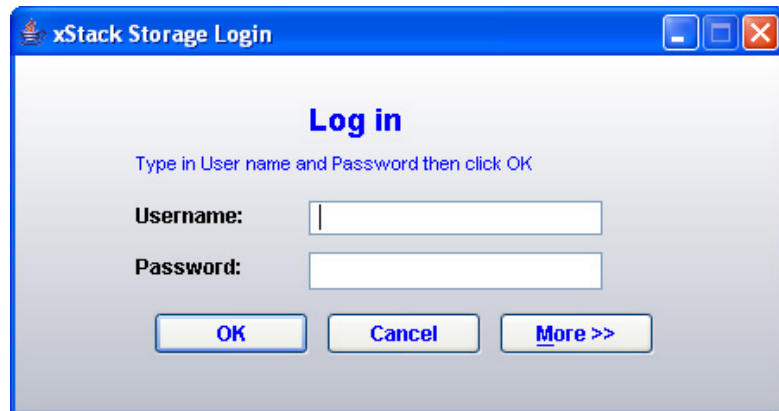 xStack Storage Login
Log in
Type in User name and Password then click OK
Username:
Password:
OK Cancel More >>